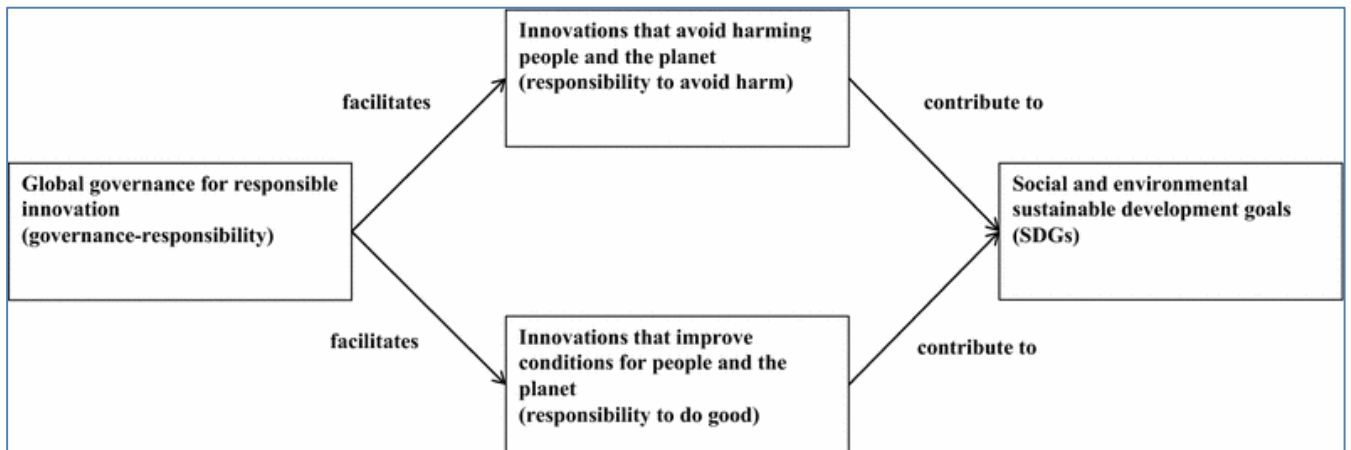 Innovations that avoid harming
people and the planet
(responsibility to avoid harm)
facilitates
contribute to
Global governance for responsible
innovation
(governance-responsibility)
Social and environmental
sustainable development goals
(SDGs)
facilitates
contribute to
Innovations that improve
conditions for people and the
planet
(responsibility to do good)